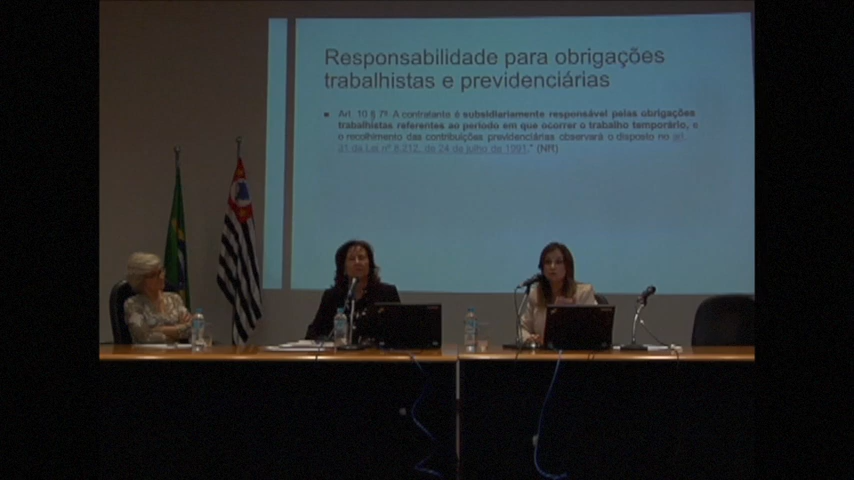 Responsabilidade para obrigações
trabalhistas e previdenciárias
Art. 10 § 7º A contratante é subsidiariamente responsável pelas obrigações
trabalhistas referentes ao período em que ocorrer o trabalho temporário, e
o recolhimento das contribuições previdenciárias observará o disposto no art.
31 da Lei nº 8.212, de 24 de julho de 1991." (NR)